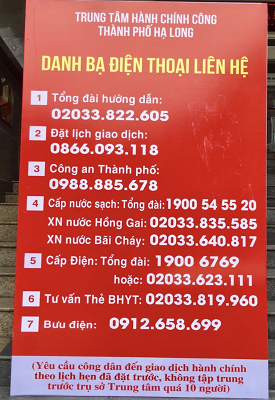 TRUNG TÂM HÀNH CHÍNH CÔNG
THÀNH PHỐ HẠ LONG
DANH BẠ ĐIỆN THOẠI LIÊN HỆ
1 Tổng đài hướng dẫn:
02033.822.605
2 Đặt lịch giao dịch:
0866.093.118
3 Công an Thành phố:
0988.885.678
4 Cấp nước sạch: Tổng đài: 1900 54 55 20
XN nước Hồng Gai: 02033.835.585
XN nước Bãi Cháy: 02033.640.817
5 Cấp Điện: Tổng đài: 1900 6769
hoặc: 02033.623.111
6 Tư vấn Thẻ BHYT: 02033.819.960
7 Bưu điện: 0912.658.699
(Yêu cầu công dân đến giao dịch hành chính
theo lịch hẹn đã đặt trước, không tập trung
trước trụ sở Trung tâm quá 10 người)